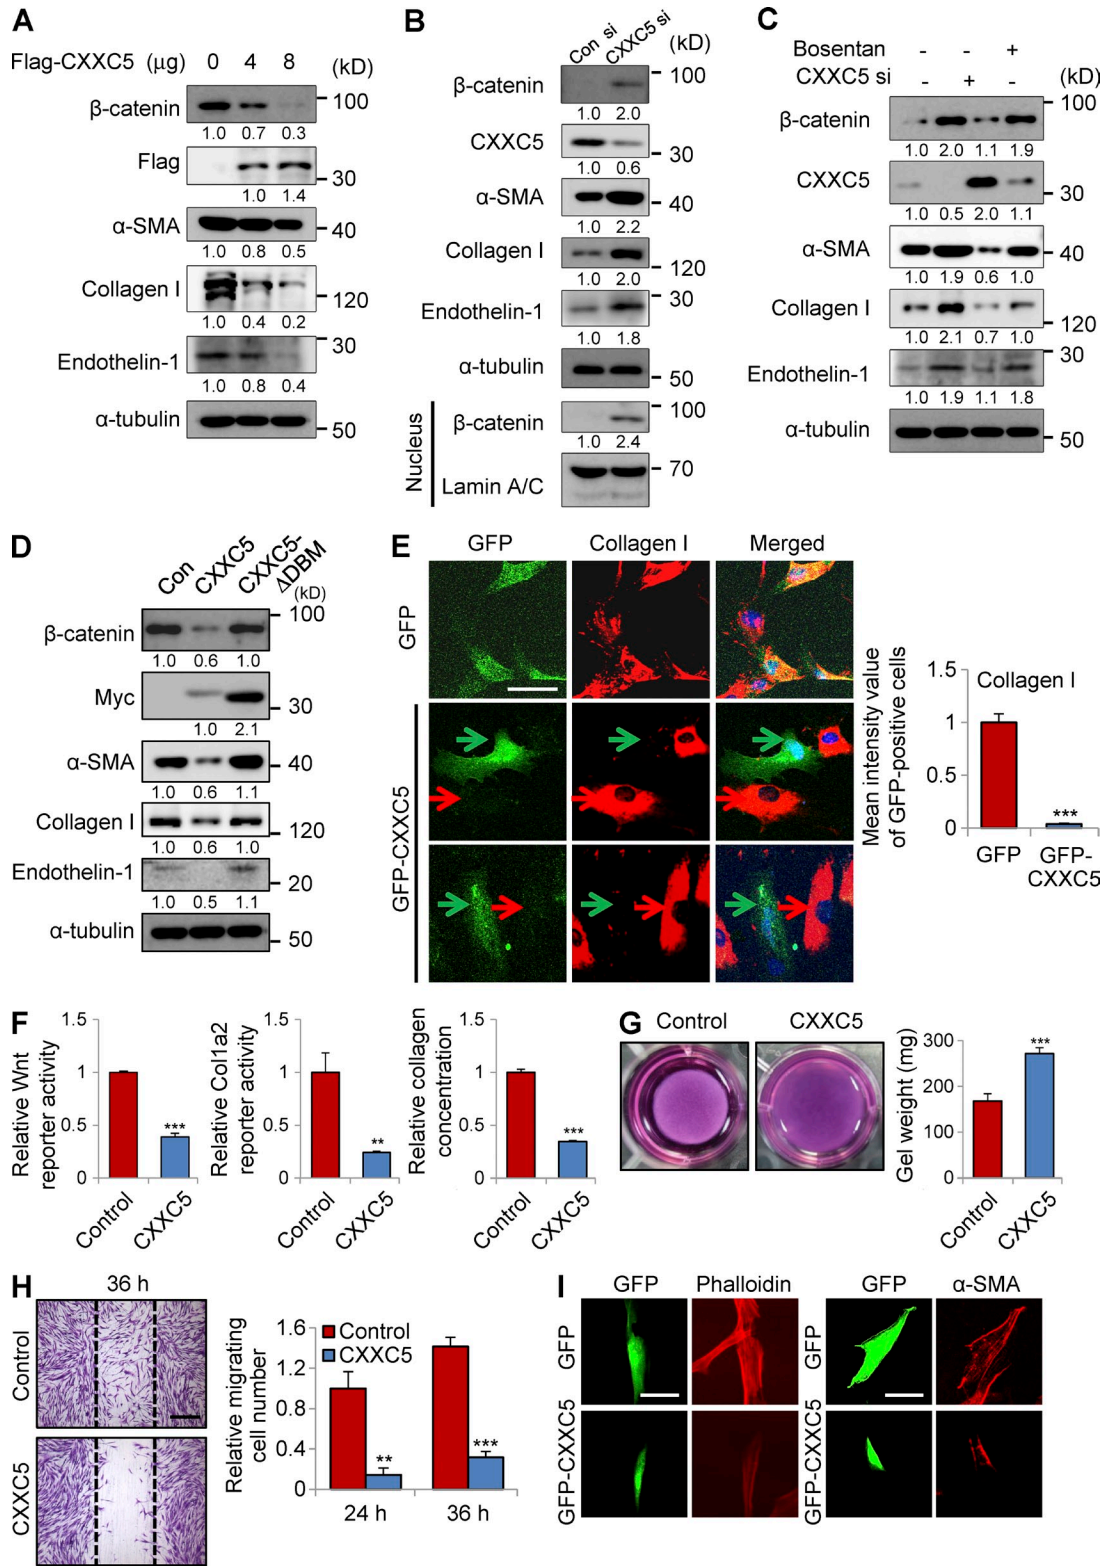 A
Flag-CXXC5 (μg) 0 4 8 (kD)
β-catenin 100
1.0 0.7 0.3
Flag 30
1.0 1.4
α-SMA 40
1.0 0.8 0.5
Collagen I 120
1.0 0.4 0.2
Endothelin-1 30
1.0 0.8 0.4
α-tubulin 50
B
Con si CXXC5 si (kD)
β-catenin 100
1.0 2.0
CXXC5 30
1.0 0.6
α-SMA 40
1.0 2.2
Collagen I 120
1.0 2.0
Endothelin-1 30
1.0 1.8
α-tubulin 50
Nucleus
β-catenin 100
1.0 2.4
Lamin A/C 70
C
Bosentan - - - +
CXXC5 si - + - (kD)
β-catenin 100
1.0 2.0 1.1 1.9
CXXC5 30
1.0 0.5 2.0 1.1
α-SMA 40
1.0 1.9 0.6 1.0
Collagen I 120
1.0 2.1 0.7 1.0
Endothelin-1 30
1.0 1.9 1.1 1.8
α-tubulin 50
D
Con CXXC5 CXXC5-ΔDBM
(kD)
β-catenin 100
1.0 0.6 1.0
Myc 30
1.0 2.1
α-SMA 40
1.0 0.6 1.1
Collagen I 120
1.0 0.6 1.0
Endothelin-1 20
1.0 0.5 1.1
α-tubulin 50
E
GFP Collagen I Merged
GFP
GFP-CXXC5
Mean intensity value
of GFP-positive cells
Collagen I
1.5
1
0.5
0
***
GFP GFP-
CXXC5
F
Relative Wnt
reporter activity
1.5
1
0.5
0
***
Control CXXC5
Relative Col1a2
reporter activity
1.5
1
0.5
0
**
Control CXXC5
Relative collagen
concentration
1.5
1
0.5
0
***
Control CXXC5
G
Control CXXC5
Gel weight (mg)
300
200
100
0
***
Control CXXC5
H
36 h
Control
CXXC5
Relative migrating
cell number
1.6
1.2
0.8
0.4
0
Control
CXXC5
** ***
24 h 36 h
I
GFP Phalloidin GFP α-SMA
GFP GFP
GFP-CXXC5 GFP-CXXC5